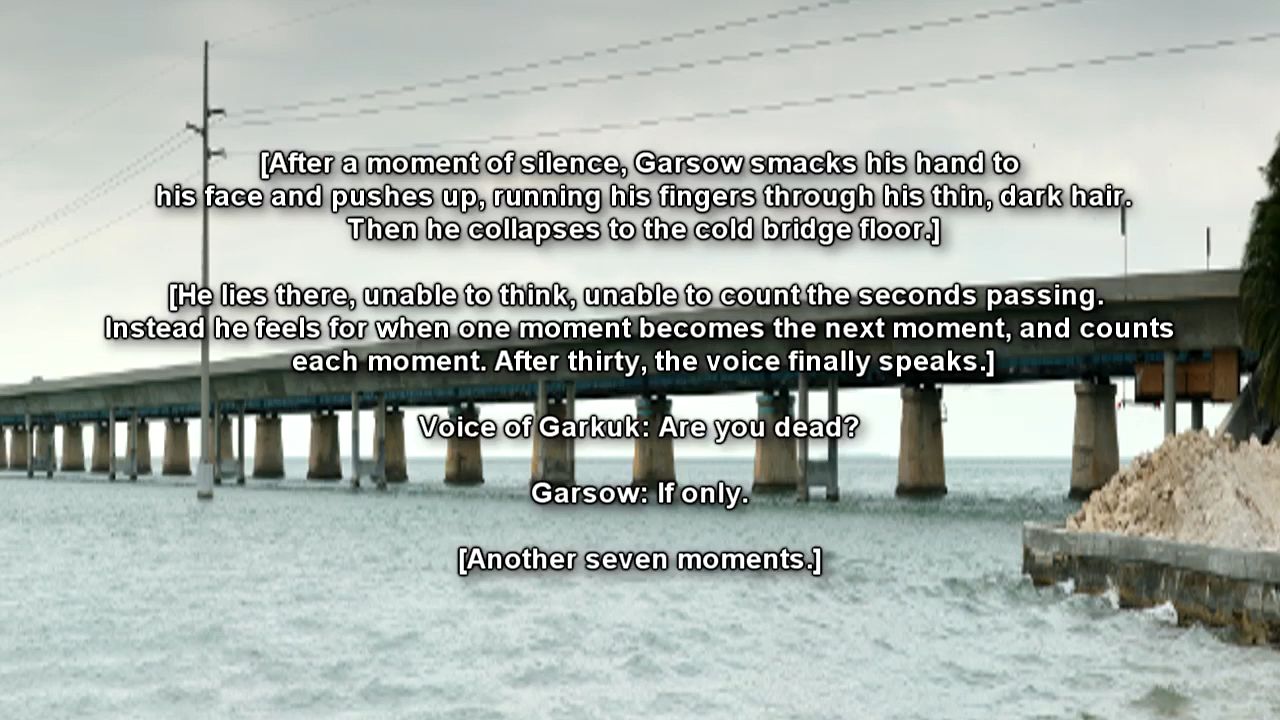 [After a moment of silence, Garsow smacks his hand to
his face and pushes up, running his fingers through his thin, dark hair.
Then he collapses to the cold bridge floor.]
[He lies there, unable to think, unable to count the seconds passing.
Instead he feels for when one moment becomes the next moment, and counts
each moment. After thirty, the voice finally speaks.]
Voice of Garkuk: Are you dead?
Garsow: If only.
[Another seven moments.]